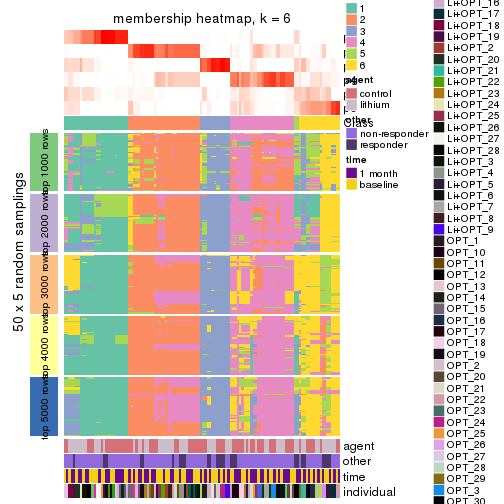 membership heatmap, k = 6
1
2
3
4
5
6
agent
control
lithium
Other
Class
non-responder
responder
time
1 month
baseline
50 x 5 random samplings
top 1000 rows
top 2000 rows
top 3000 rows
top 4000 rows
top 5000 rows
agent
other
time
individual
Li+OPT_16
Li+OPT_17
Li+OPT_18
Li+OPT_19
Li+OPT_2
Li+OPT_20
Li+OPT_21
Li+OPT_22
Li+OPT_23
Li+OPT_24
Li+OPT_25
Li+OPT_26
Li+OPT_27
Li+OPT_28
Li+OPT_3
Li+OPT_4
Li+OPT_5
Li+OPT_6
Li+OPT_7
Li+OPT_8
Li+OPT_9
OPT_1
OPT_10
OPT_11
OPT_12
OPT_13
OPT_14
OPT_15
OPT_16
OPT_17
OPT_18
OPT_19
OPT_2
OPT_20
OPT_21
OPT_22
OPT_23
OPT_24
OPT_25
OPT_26
OPT_27
OPT_28
OPT_29
OPT_3
OPT_30